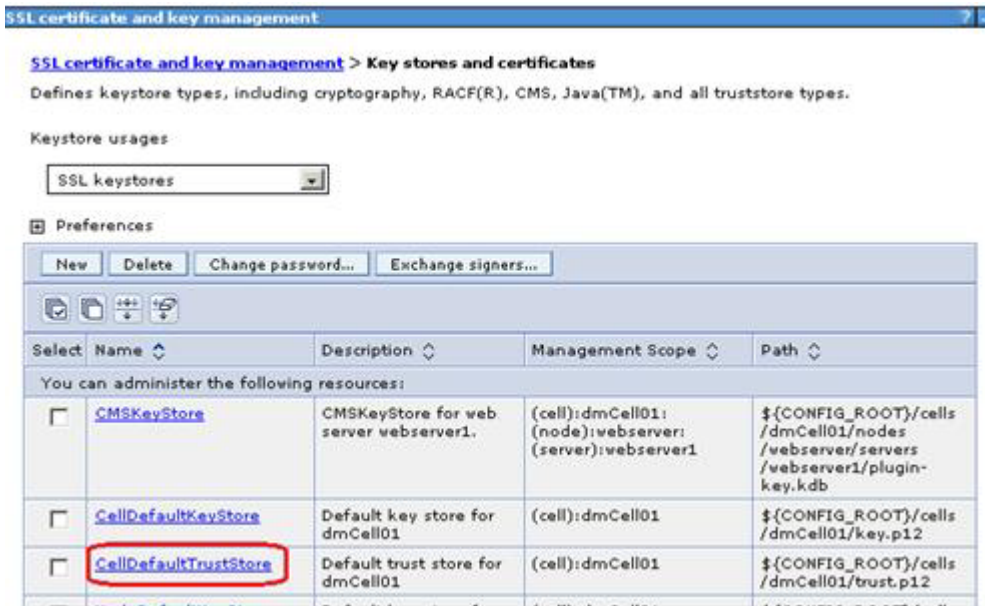 SSL certificate and key management ?
SSL certificate and key management > Key stores and certificates
Defines keystore types, including cryptography, RACF(R), CMS, Java(TM), and all truststore types.
Keystore usages
SSL keystores
Preferences
New Delete Change password... Exchange signers...
Select Name Description Management Scope Path
You can administer the following resources:
CMSKeyStore
CMSKeyStore for web
server webserver1.
(cell):dmCell01:
(node):webserver:
(server):webserver1
${CONFIG_ROOT}/cells
/dmCell01/nodes
/webserver/servers
/webserver1/plugin-
key.kdb
CellDefaultKeyStore
Default key store for
dmCell01
(cell):dmCell01
${CONFIG_ROOT}/cells
/dmCell01/key.p12
CellDefaultTrustStore
Default trust store for
dmCell01
(cell):dmCell01
${CONFIG_ROOT}/cells
/dmCell01/trust.p12